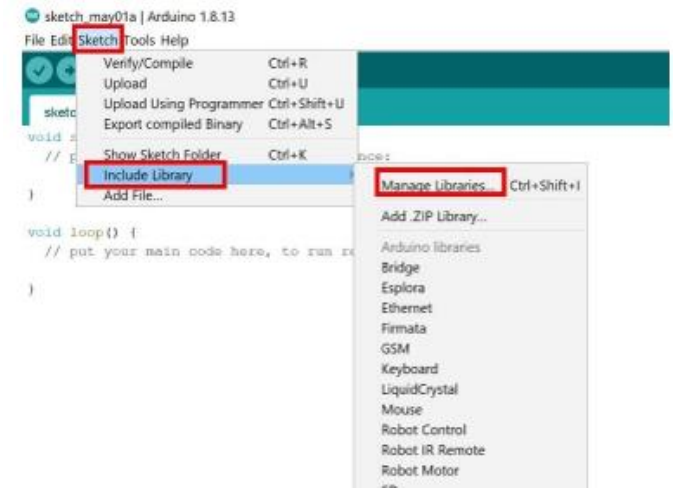 sketch_may01a | Arduino 1.8.13
File Edit Sketch Tools Help
Verify/Compile Ctrl+R
Upload Ctrl+U
Upload Using Programmer Ctrl+Shift+U
Export compiled Binary Ctrl+Alt+S
Show Sketch Folder Ctrl+K
Include Library
Add File...
sketc
void s
// p nce:
}
void loop() {
// put your main code here, to run re
}
Manage Libraries... Ctrl+Shift+I
Add .ZIP Library...
Arduino libraries
Bridge
Esplora
Ethernet
Firmata
GSM
Keyboard
LiquidCrystal
Mouse
Robot Control
Robot IR Remote
Robot Motor